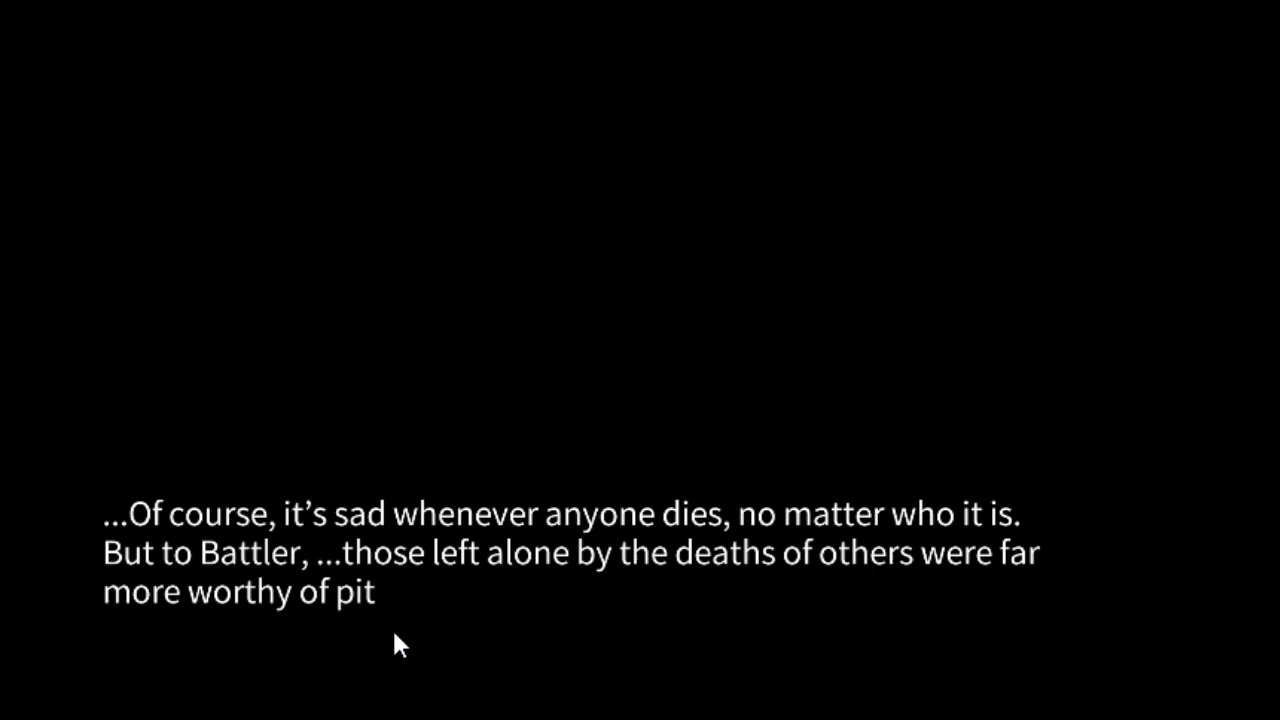 ...Of course, it’s sad whenever anyone dies, no matter who it is.
But to Battler, ...those left alone by the deaths of others were far
more worthy of pit